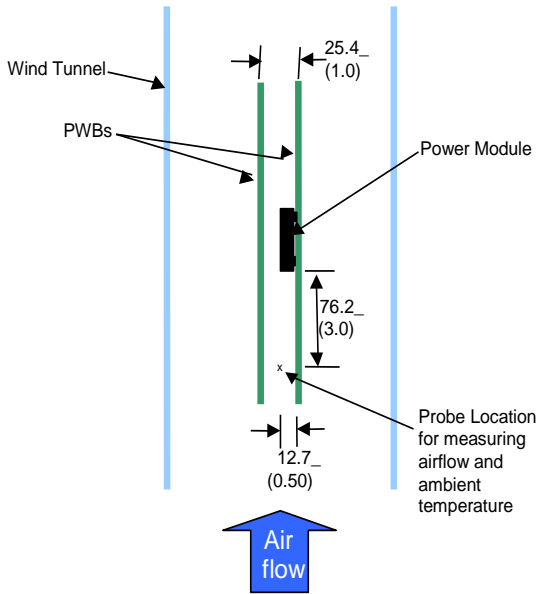 25.4_
(1.0)
Wind Tunnel
PWBs
Power Module
76.2_
(3.0)
x
Probe Location
for measuring
airflow and
ambient
temperature
12.7_
(0.50)
Air
flow